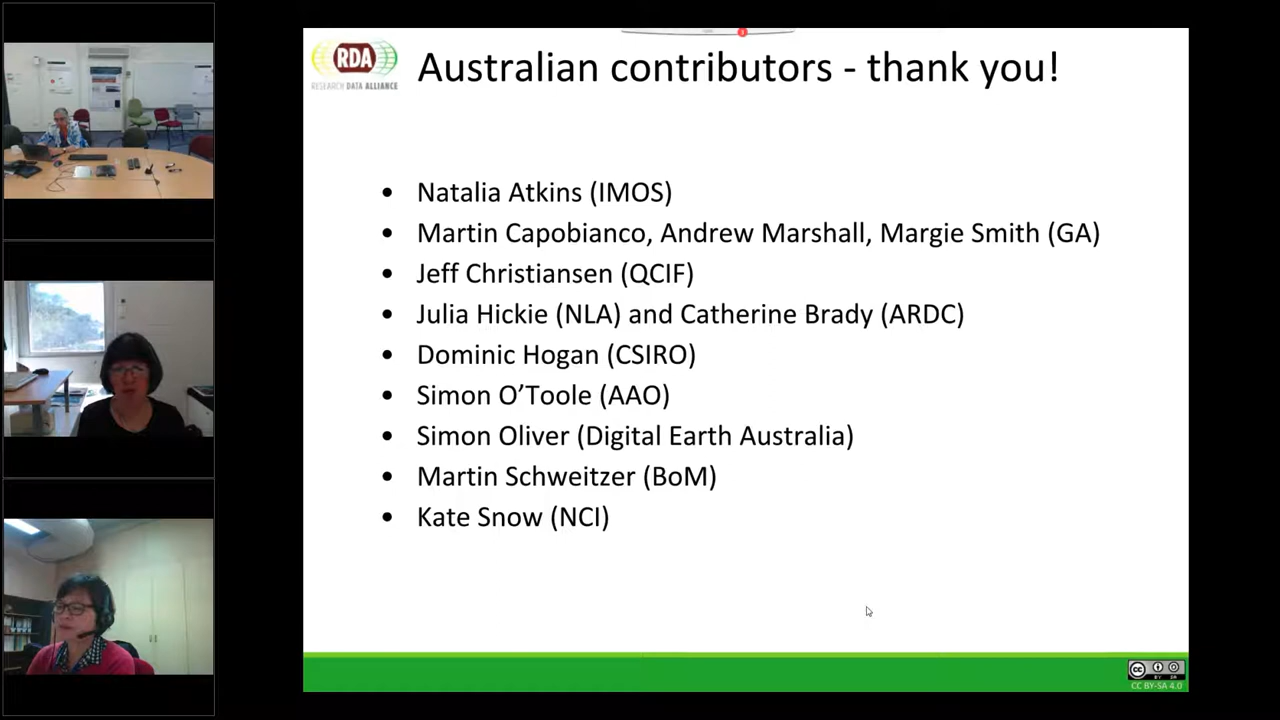 RDA
RESEARCH DATA ALLIANCE
Australian contributors - thank you!
• Natalia Atkins (IMOS)
• Martin Capobianco, Andrew Marshall, Margie Smith (GA)
• Jeff Christiansen (QCIF)
• Julia Hickie (NLA) and Catherine Brady (ARDC)
• Dominic Hogan (CSIRO)
• Simon O’Toole (AAO)
• Simon Oliver (Digital Earth Australia)
• Martin Schweitzer (BoM)
• Kate Snow (NCI)
cc
CC BY-SA 4.0